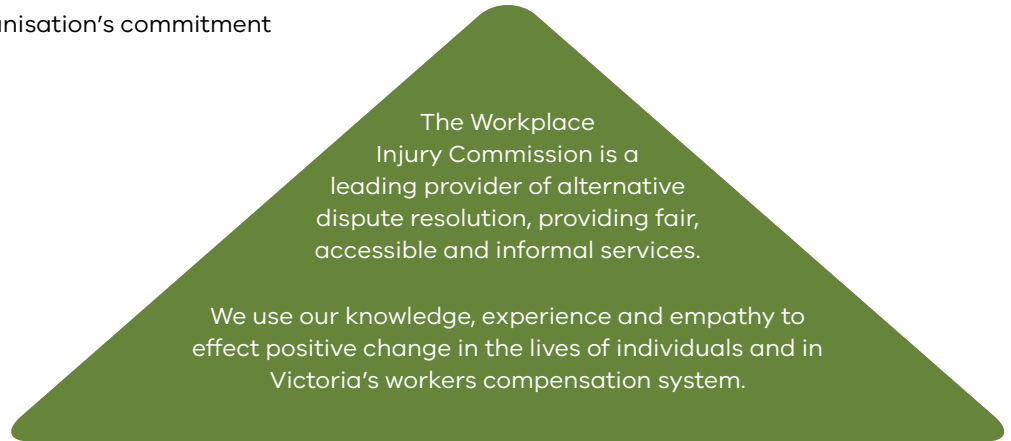 anisation’s commitment
The Workplace
Injury Commission is a
leading provider of alternative
dispute resolution, providing fair,
accessible and informal services.
We use our knowledge, experience and empathy to
effect positive change in the lives of individuals and in
Victoria’s workers compensation system.